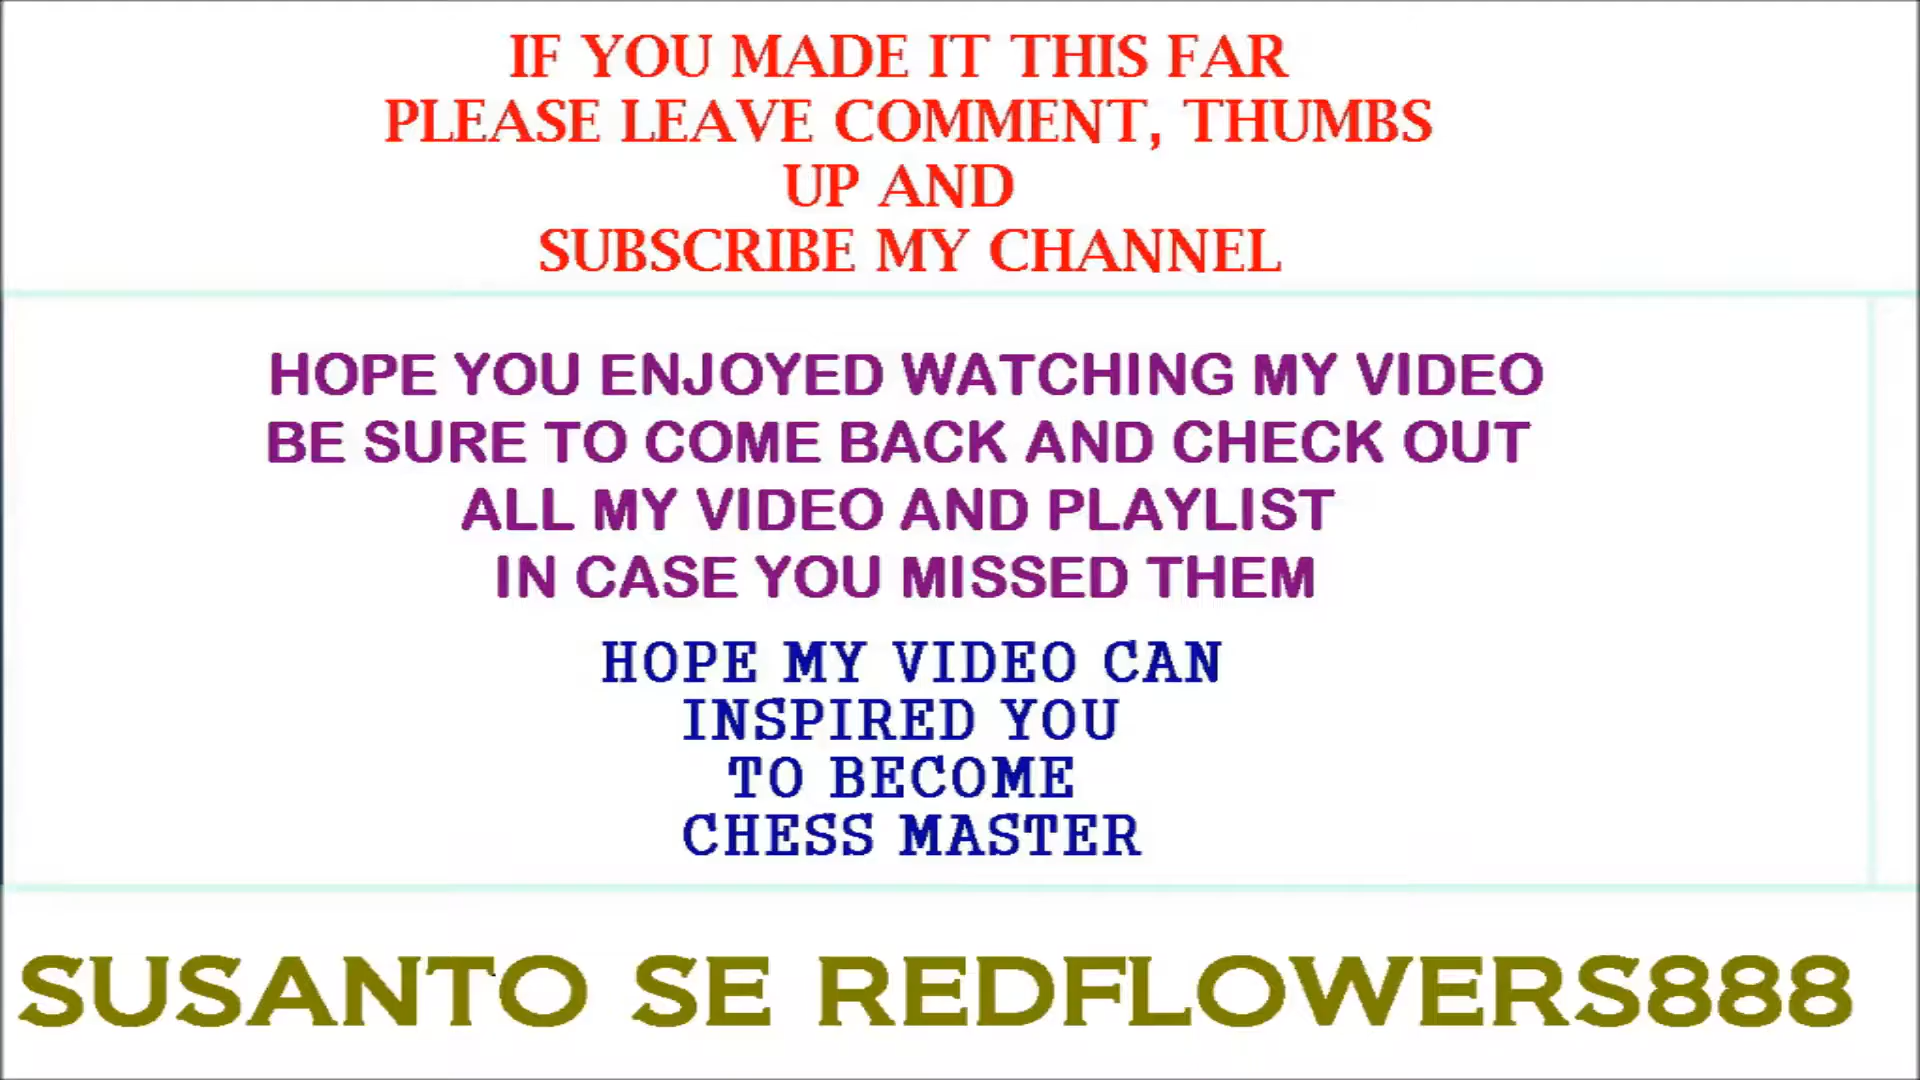 IF YOU MADE IT THIS FAR
PLEASE LEAVE COMMENT, THUMBS
UP AND
SUBSCRIBE MY CHANNEL
HOPE YOU ENJOYED WATCHING MY VIDEO
BE SURE TO COME BACK AND CHECK OUT
ALL MY VIDEO AND PLAYLIST
IN CASE YOU MISSED THEM
HOPE MY VIDEO CAN
INSPIRED YOU
TO BECOME
CHESS MASTER
SUSANTO SE REDFLOWERS888